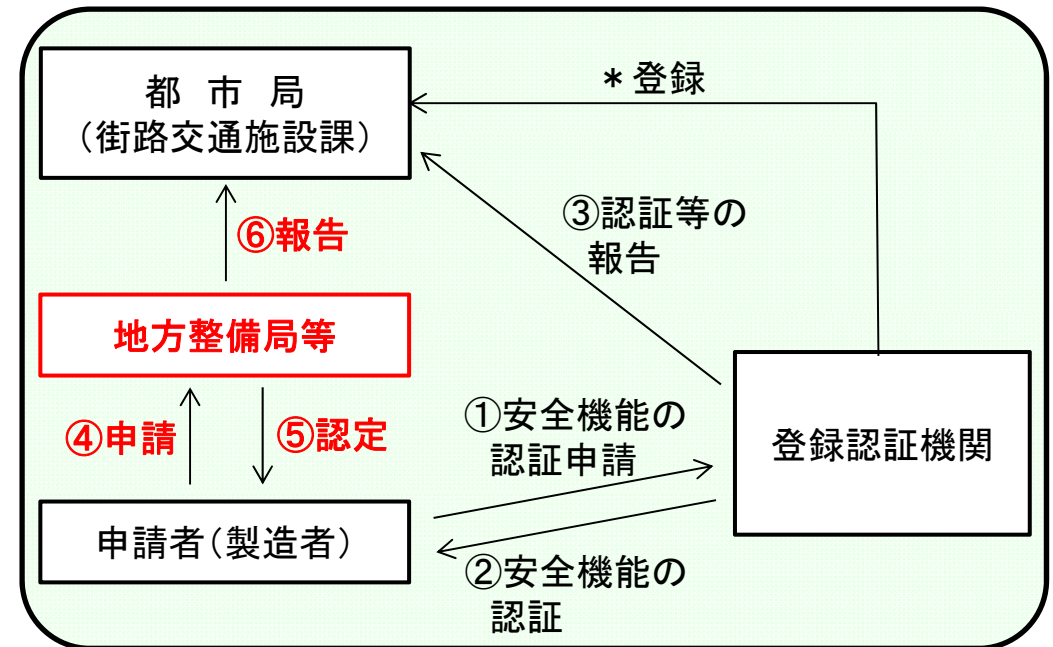 都 市 局
(街路交通施設課)
*登録
③認証等の
報告
⑥報告
地方整備局等
④申請
⑤認定
①安全機能の
認証申請
登録認証機関
申請者(製造者)
②安全機能の
認証